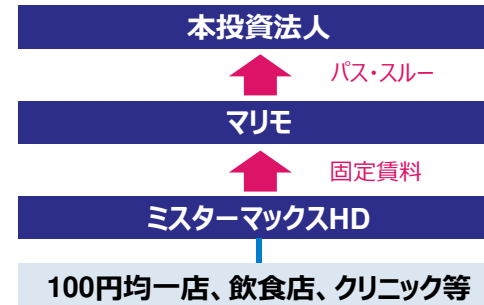 本投資法人
パス・スルー
マリモ
固定賃料
ミスターマックスHD
100円均一店、飲食店、クリニック等